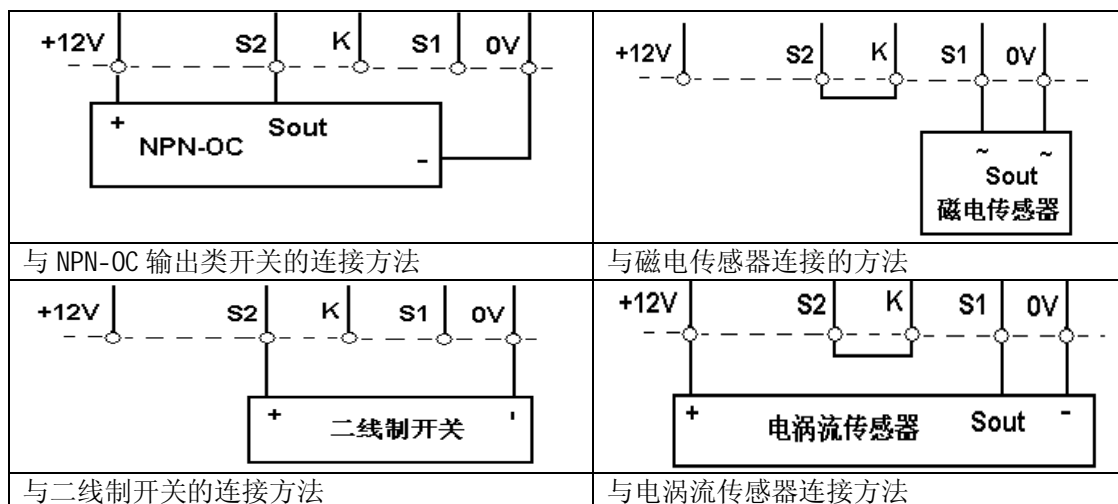 +12V S2 K S1 0V
+ Sout
NPN-OC -
与 NPN-OC 输出类开关的连接方法
+12V S2 K S1 0V
~ ~
Sout
磁电传感器
与磁电传感器连接的方法
+12V S2 K S1 0V
+ 二线制开关 -
与二线制开关的连接方法
+12V S2 K S1 0V
+ 电涡流传感器 Sout -
与电涡流传感器连接方法